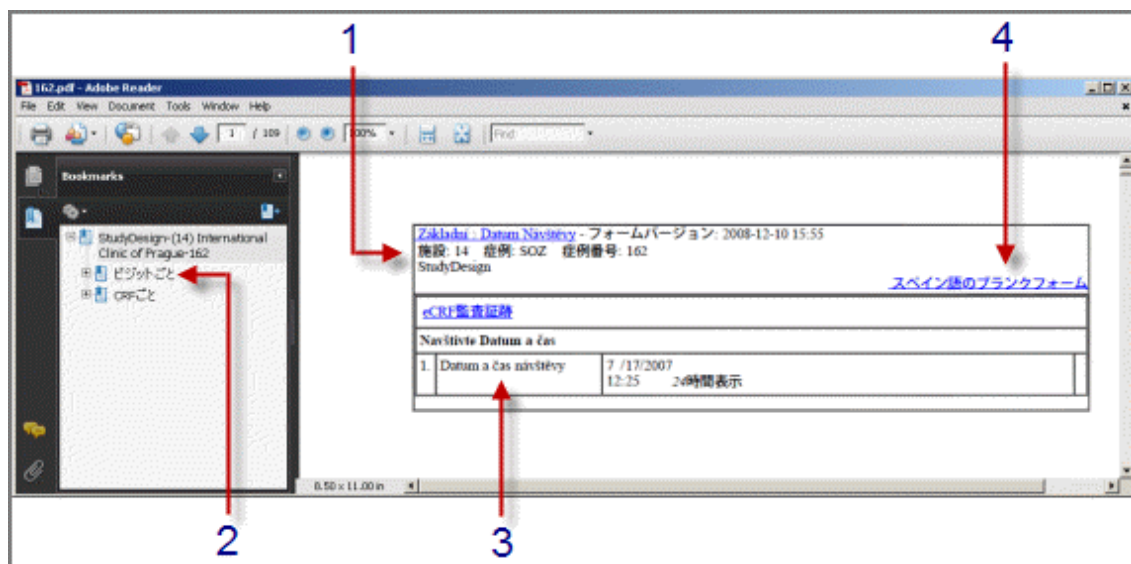 1
4
162.pdf - Adobe Reader
File Edit View Document Tools Window Help
1 / 109 100% Find
Bookmarks
StudyDesign-(14) International
Clinic of Prague-162
ビジットごと
CRFごと
Základní : Datum Návštěvy - フォームバージョン: 2008-12-10 15:55
施設: 14 症例: SOZ 症例番号: 162
StudyDesign
スペイン語のブランクフォーム
eCRF監査証跡
Navštivte Datum a čas
1. Datum a čas návštěvy 7 /17/2007
12:25 24時間表示
8.50 x 11.00 in
2
3